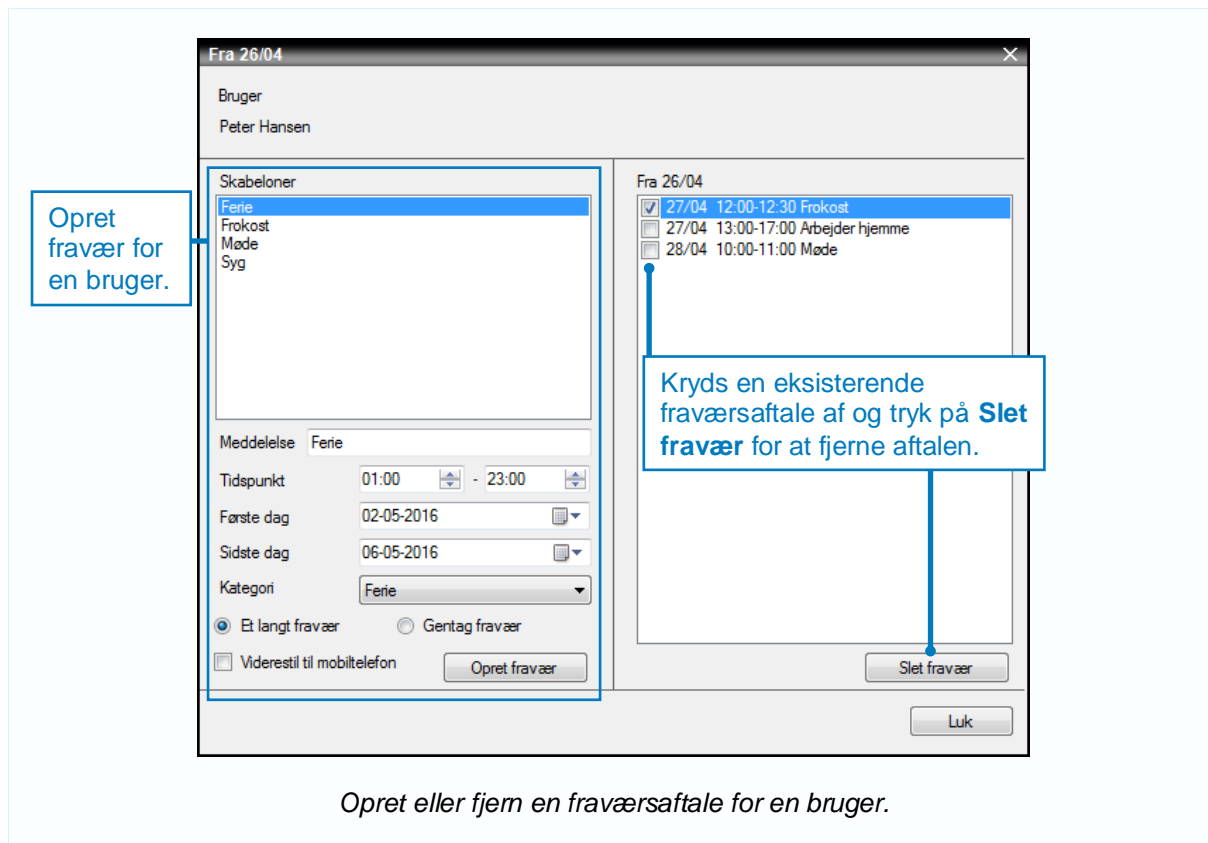 Fra 26/04
Bruger
Peter Hansen
Opret
fravær for
en bruger.
Skabeloner
Ferie
Frokost
Møde
Syg
Meddelelse Ferie
Tidspunkt 01:00 - 23:00
Første dag 02-05-2016
Sidste dag 06-05-2016
Kategori Ferie
Et langt fravær Gentag fravær
Viderestil til mobiltelefon Opret fravær
Fra 26/04
27/04 12:00-12:30 Frokost
27/04 13:00-17:00 Arbejder hjemme
28/04 10:00-11:00 Møde
Kryds en eksisterende
fraværsaftale af og tryk på Slet
fravær for at fjerne aftalen.
Slet fravær
Luk
Opret eller fjern en fraværsaftale for en bruger.